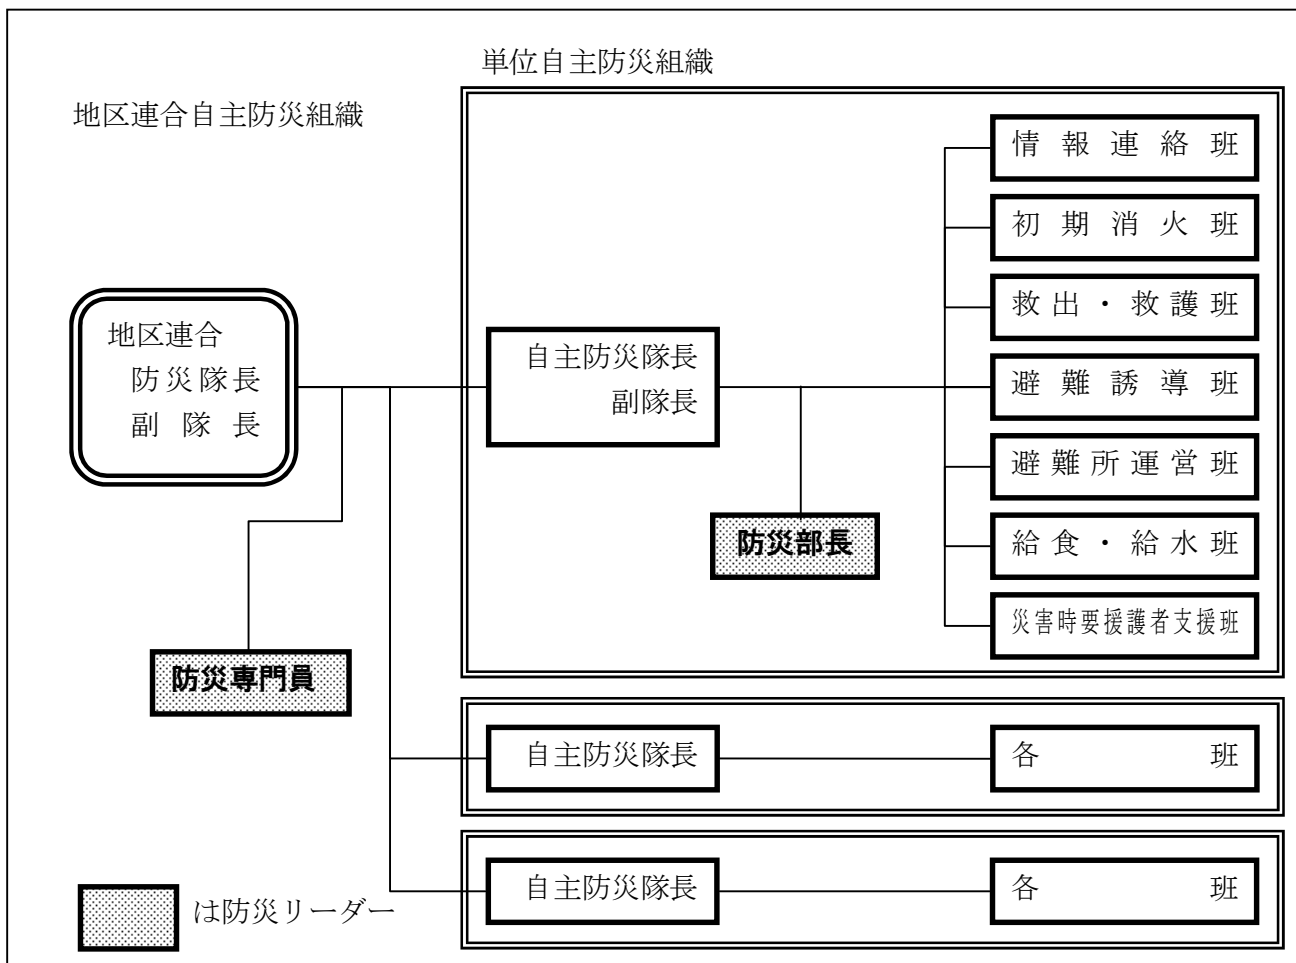 単位自主防災組織
地区連合自主防災組織
情報連絡班
初期消火班
救出・救護班
地区連合
防災隊長
副隊長
自主防災隊長
副隊長
避難誘導班
避難所運営班
防災部長
給食・給水班
災害時要援護者支援班
防災専門員
自主防災隊長
各班
自主防災隊長
各班
は防災リーダー